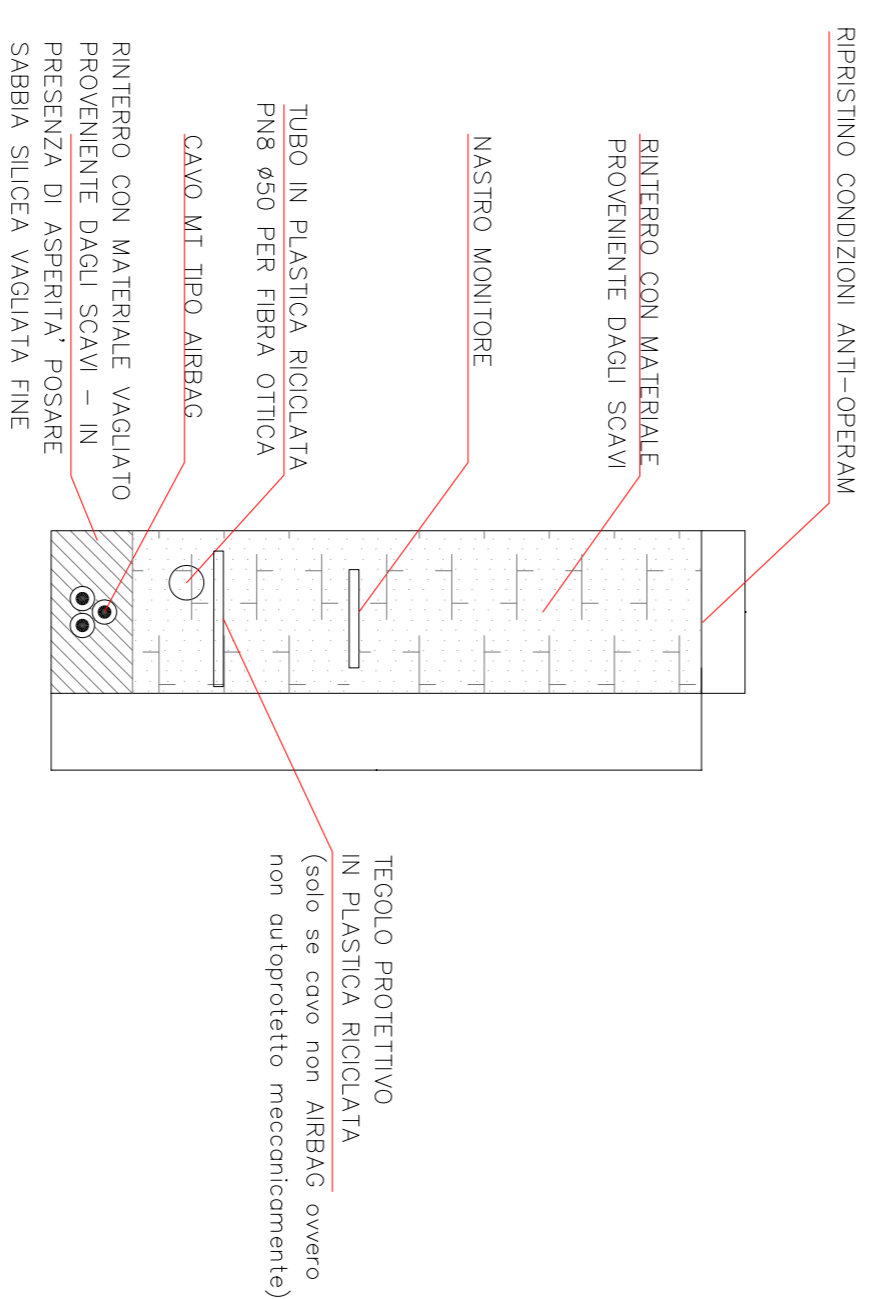 RIPRISTINO CONDIZIONI ANTI-OPERAM
RINTERRO CON MATERIALE
PROVENIENTE DAGLI SCAVI
NASTRO MONITORE
TUBO IN PLASTICA RICICLATA
PN8 ø50 PER FIBRA OTTICA
CAVO MT TIPO AIRBAG
RINTERRO CON MATERIALE VAGLIATO
PROVENIENTE DAGLI SCAVI – IN
PRESENZA DI ASPERITA' POSARE
SABBIA SILICEA VAGLIATA FINE
TEGOLO PROTETTIVO
IN PLASTICA RICICLATA
(solo se cavo non AIRBAG ovvero
non autoprotetto meccanicamente)